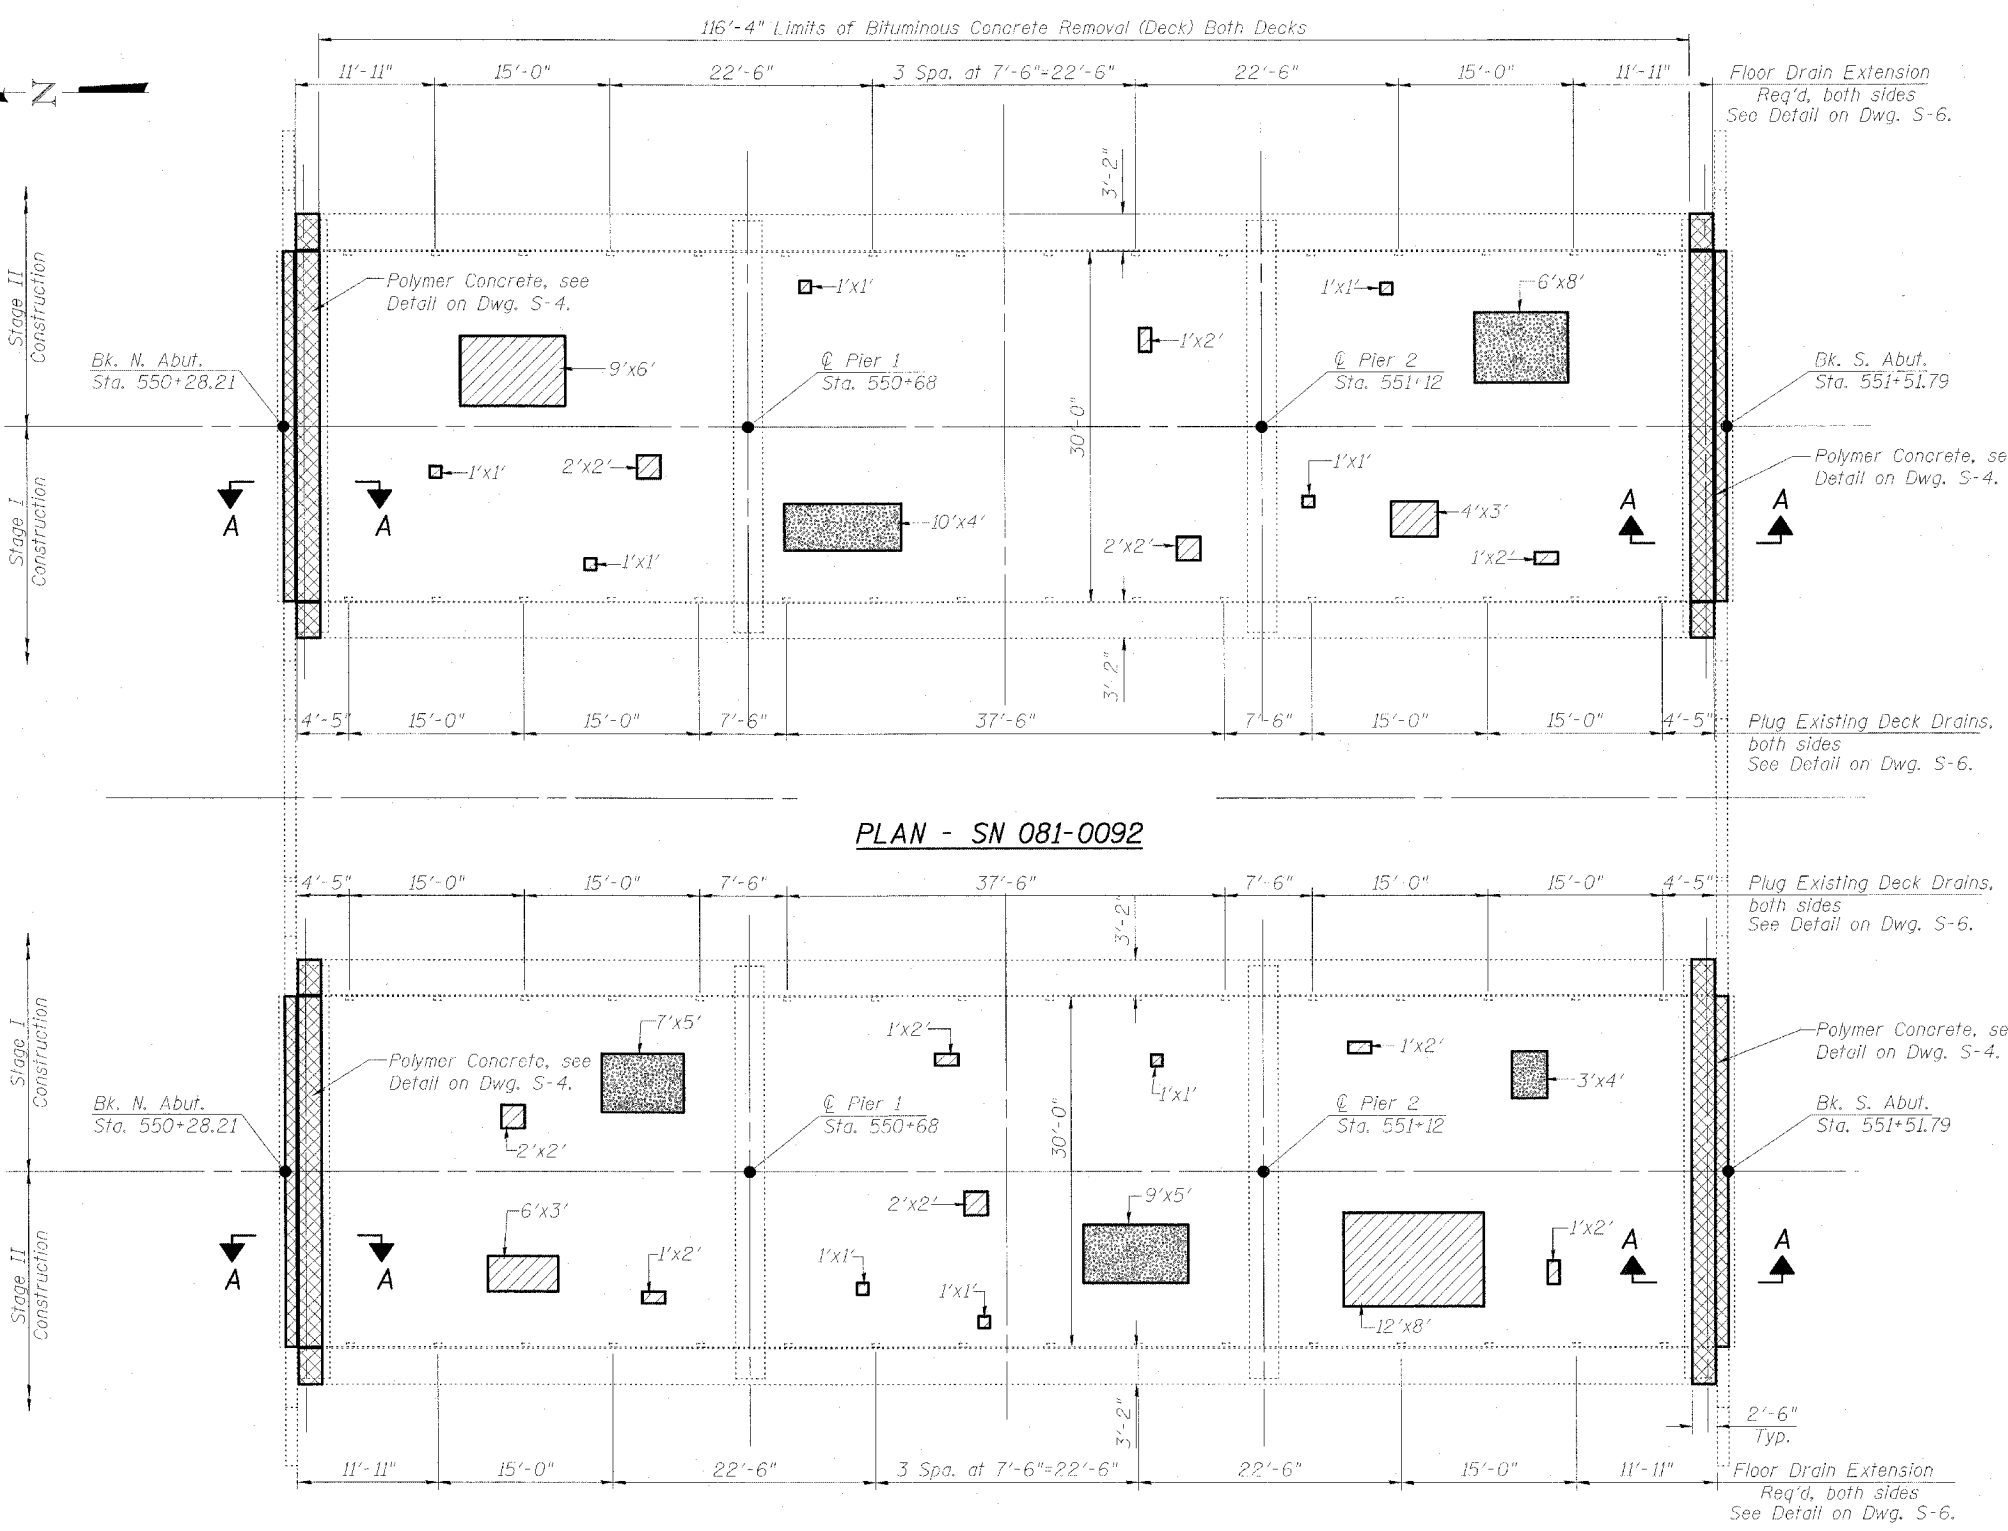 116'-4" Limits of Bituminous Concrete Removal (Deck) Both Decks
11'-11" 15'-0" 22'-6" 3 Spa. at 7'-6"=22'-6" 22'-6" 15'-0" 11'-11"
Floor Drain Extension
Req'd, both sides
See Detail on Dwg. S-6.
N
3'-2"
Stage II
Construction
Polymer Concrete, see
Detail on Dwg. S-4.
1'x1'
1'x1'
6'x8'
Bk. N. Abut.
Sta. 550+28.21
9'x6'
℄ Pier 1
Sta. 550+68
1'x2'
℄ Pier 2
Sta. 551+12
Bk. S. Abut.
Sta. 551+51.79
30'-0"
Stage I
Construction
1'x1'
2'x2'
1'x1'
Polymer Concrete, se
Detail on Dwg. S-4.
A
A
10'x4'
4'x3'
A
A
1'x1'
2'x2'
1'x2'
3'-2"
4'-5" 15'-0" 15'-0" 7'-6" 37'-6" 7'-6" 15'-0" 15'-0" 4'-5"
Plug Existing Deck Drains,
both sides
See Detail on Dwg. S-6.
PLAN - SN 081-0092
4'-5" 15'-0" 15'-0" 7'-6" 37'-6" 7'-6" 15'-0" 15'-0" 4'-5"
Plug Existing Deck Drains,
both sides
See Detail on Dwg. S-6.
3'-2"
Stage I
Construction
7'x5'
1'x2'
1'x2'
Polymer Concrete, see
Detail on Dwg. S-4.
1'x1'
3'x4'
Polymer Concrete, se
Detail on Dwg. S-4.
Bk. N. Abut.
Sta. 550+28.21
2'x2'
℄ Pier 1
Sta. 550+68
30'-0"
℄ Pier 2
Sta. 551+12
Bk. S. Abut.
Sta. 551+51.79
Stage II
Construction
6'x3'
2'x2'
9'x5'
1'x2'
A
A
1'x2'
1'x1'
1'x1'
12'x8'
A
A
3'-2"
2'-6"
Typ.
11'-11" 15'-0" 22'-6" 3 Spa. at 7'-6"=22'-6" 22'-6" 15'-0" 11'-11"
Floor Drain Extension
Req'd, both sides
See Detail on Dwg. S-6.